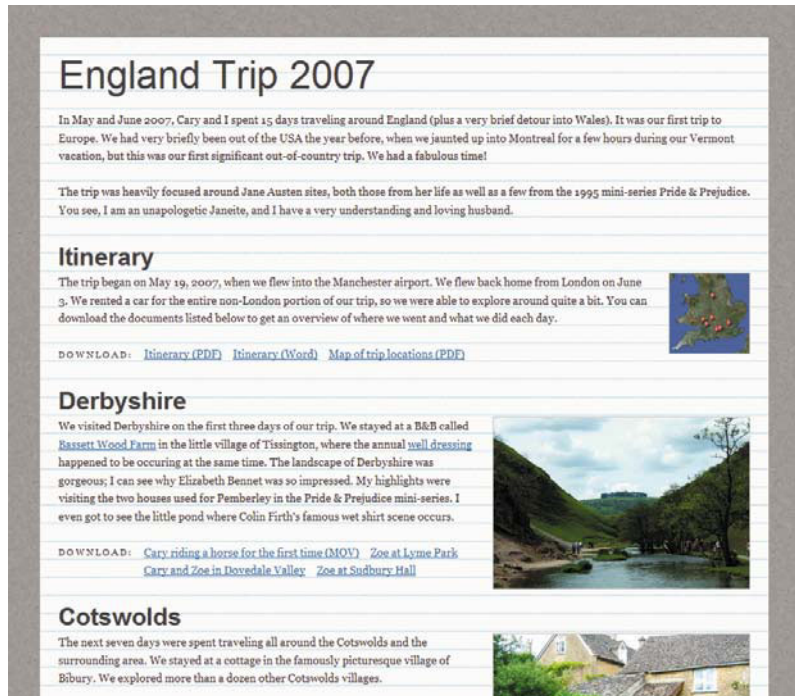 England Trip 2007
In May and June 2007, Cary and I spent 15 days traveling around England (plus a very brief detour into Wales). It was our first trip to
Europe. We had very briefly been out of the USA the year before, when we jaunted up into Montreal for a few hours during our Vermont
vacation, but this was our first significant out-of-country trip. We had a fabulous time!
The trip was heavily focused around Jane Austen sites, both those from her life as well as a few from the 1995 mini-series Pride & Prejudice.
You see, I am an unapologetic Janeite, and I have a very understanding and loving husband.
Itinerary
The trip began on May 19, 2007, when we flew into the Manchester airport. We flew back home from London on June
3. We rented a car for the entire non-London portion of our trip, so we were able to explore around quite a bit. You can
download the documents listed below to get an overview of where we went and what we did each day.
DOWNLOAD: Itinerary (PDF) Itinerary (Word) Map of trip locations (PDF)
Derbyshire
We visited Derbyshire on the first three days of our trip. We stayed at a B&B called
Bassett Wood Farm in the little village of Tissington, where the annual well dressing
happened to be occuring at the same time. The landscape of Derbyshire was
gorgeous; I can see why Elizabeth Bennet was so impressed. My highlights were
visiting the two houses used for Pemberley in the Pride & Prejudice mini-series. I
even got to see the little pond where Colin Firth's famous wet shirt scene occurs.
DOWNLOAD: Cary riding a horse for the first time (MOV) Zoe at Lyme Park
Cary and Zoe in Dovedale Valley Zoe at Sudbury Hall
Cotswolds
The next seven days were spent traveling all around the Cotswolds and the
surrounding area. We stayed at a cottage in the famously picturesque village of
Bibury. We explored more than a dozen other Cotswolds villages.